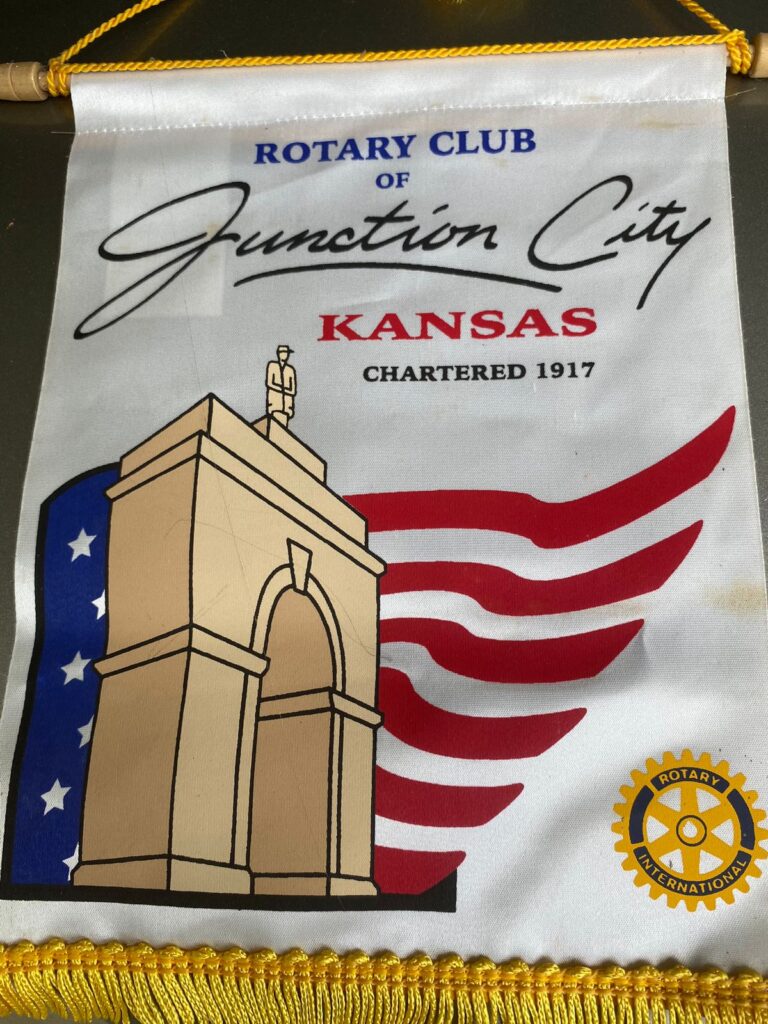 ROTARY CLUB
OF
Junction City
KANSAS
CHARTERED 1917
ROTARY
INTERNATIONAL